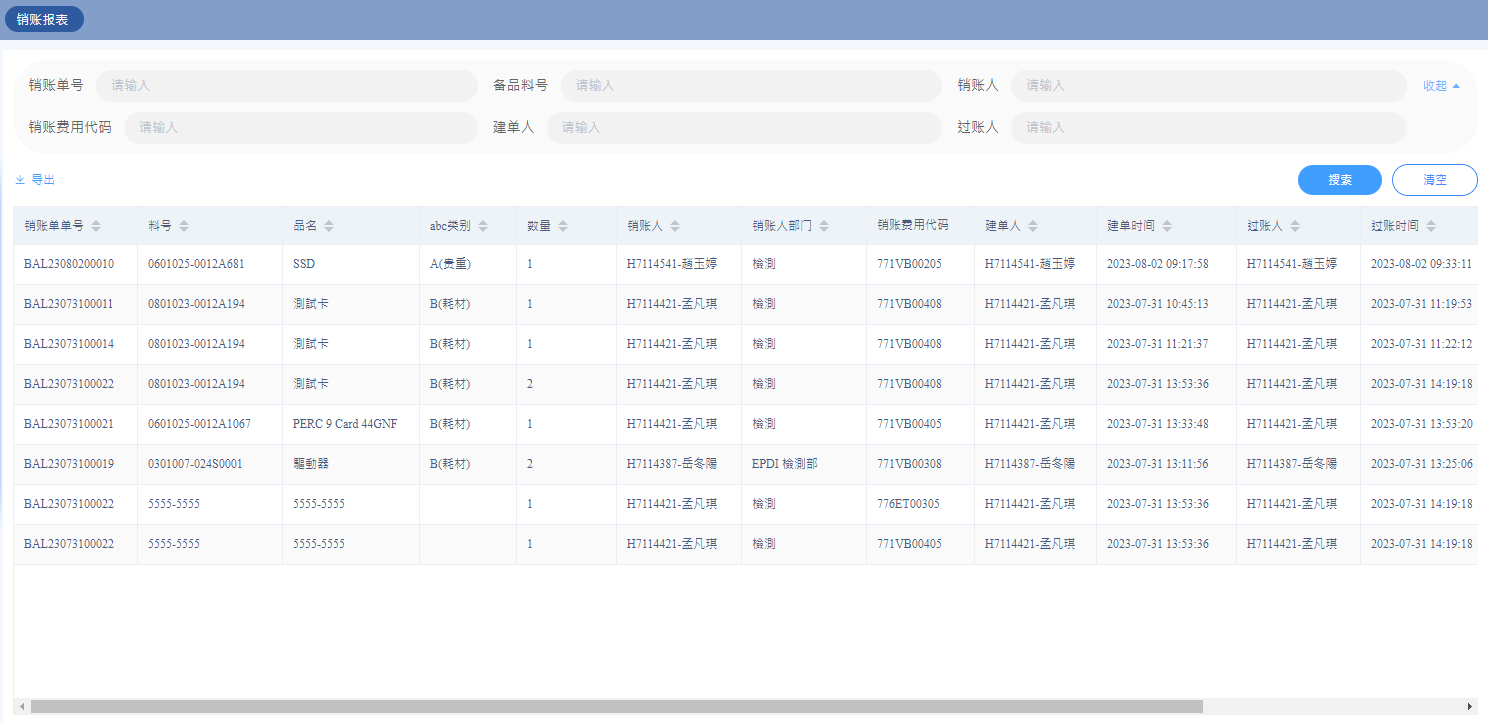 销账报表
销账单号 请输入 备品料号 请输入 销账人 请输入 收起
销账费用代码 请输入 建单人 请输入 过账人 请输入
导出 搜索 清空
销账单单号 料号 品名 abc类别 数量 销账人 销账人部门 销账费用代码 建单人 建单时间 过账人 过账时间
BAL23080200010 0601025-0012A681 SSD A(贵重) 1 H7114541-趙玉婷 檢測 771VB00205 H7114541-趙玉婷 2023-08-02 09:17:58 H7114541-趙玉婷 2023-08-02 09:33:11
BAL23073100011 0801023-0012A194 測試卡 B(耗材) 1 H7114421-孟凡琪 檢測 771VB00408 H7114421-孟凡琪 2023-07-31 10:45:13 H7114421-孟凡琪 2023-07-31 11:19:53
BAL23073100014 0801023-0012A194 測試卡 B(耗材) 1 H7114421-孟凡琪 檢測 771VB00408 H7114421-孟凡琪 2023-07-31 11:21:37 H7114421-孟凡琪 2023-07-31 11:22:12
BAL23073100022 0801023-0012A194 測試卡 B(耗材) 2 H7114421-孟凡琪 檢測 771VB00408 H7114421-孟凡琪 2023-07-31 13:53:36 H7114421-孟凡琪 2023-07-31 14:19:18
BAL23073100021 0601025-0012A1067 PERC 9 Card 44GNF B(耗材) 1 H7114421-孟凡琪 檢測 771VB00405 H7114421-孟凡琪 2023-07-31 13:33:48 H7114421-孟凡琪 2023-07-31 13:53:20
BAL23073100019 0301007-024S0001 驅動器 B(耗材) 2 H7114387-岳冬陽 EPDI 檢測部 771VB00308 H7114387-岳冬陽 2023-07-31 13:11:56 H7114387-岳冬陽 2023-07-31 13:25:06
BAL23073100022 5555-5555 5555-5555 1 H7114421-孟凡琪 檢測 776ET00305 H7114421-孟凡琪 2023-07-31 13:53:36 H7114421-孟凡琪 2023-07-31 14:19:18
BAL23073100022 5555-5555 5555-5555 1 H7114421-孟凡琪 檢測 771VB00405 H7114421-孟凡琪 2023-07-31 13:53:36 H7114421-孟凡琪 2023-07-31 14:19:18